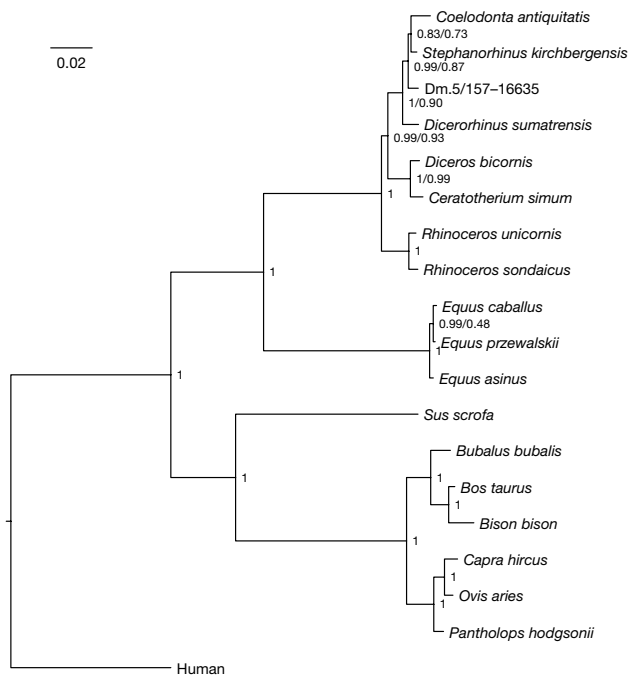 Coelodonta antiquitatis
0.83/0.73
0.02
Stephanorhinus kirchbergensis
0.99/0.87
Dm.5/157–16635
1/0.90
Dicerorhinus sumatrensis
0.99/0.93
Diceros bicornis
1/0.99
1
Ceratotherium simum
Rhinoceros unicornis
1
Rhinoceros sondaicus
1
Equus caballus
0.99/0.48
Equus przewalskii
1
Equus asinus
1
Sus scrofa
Bubalus bubalis
1
1
Bos taurus
1
Bison bison
1
Capra hircus
1
Ovis aries
1
Pantholops hodgsonii
Human